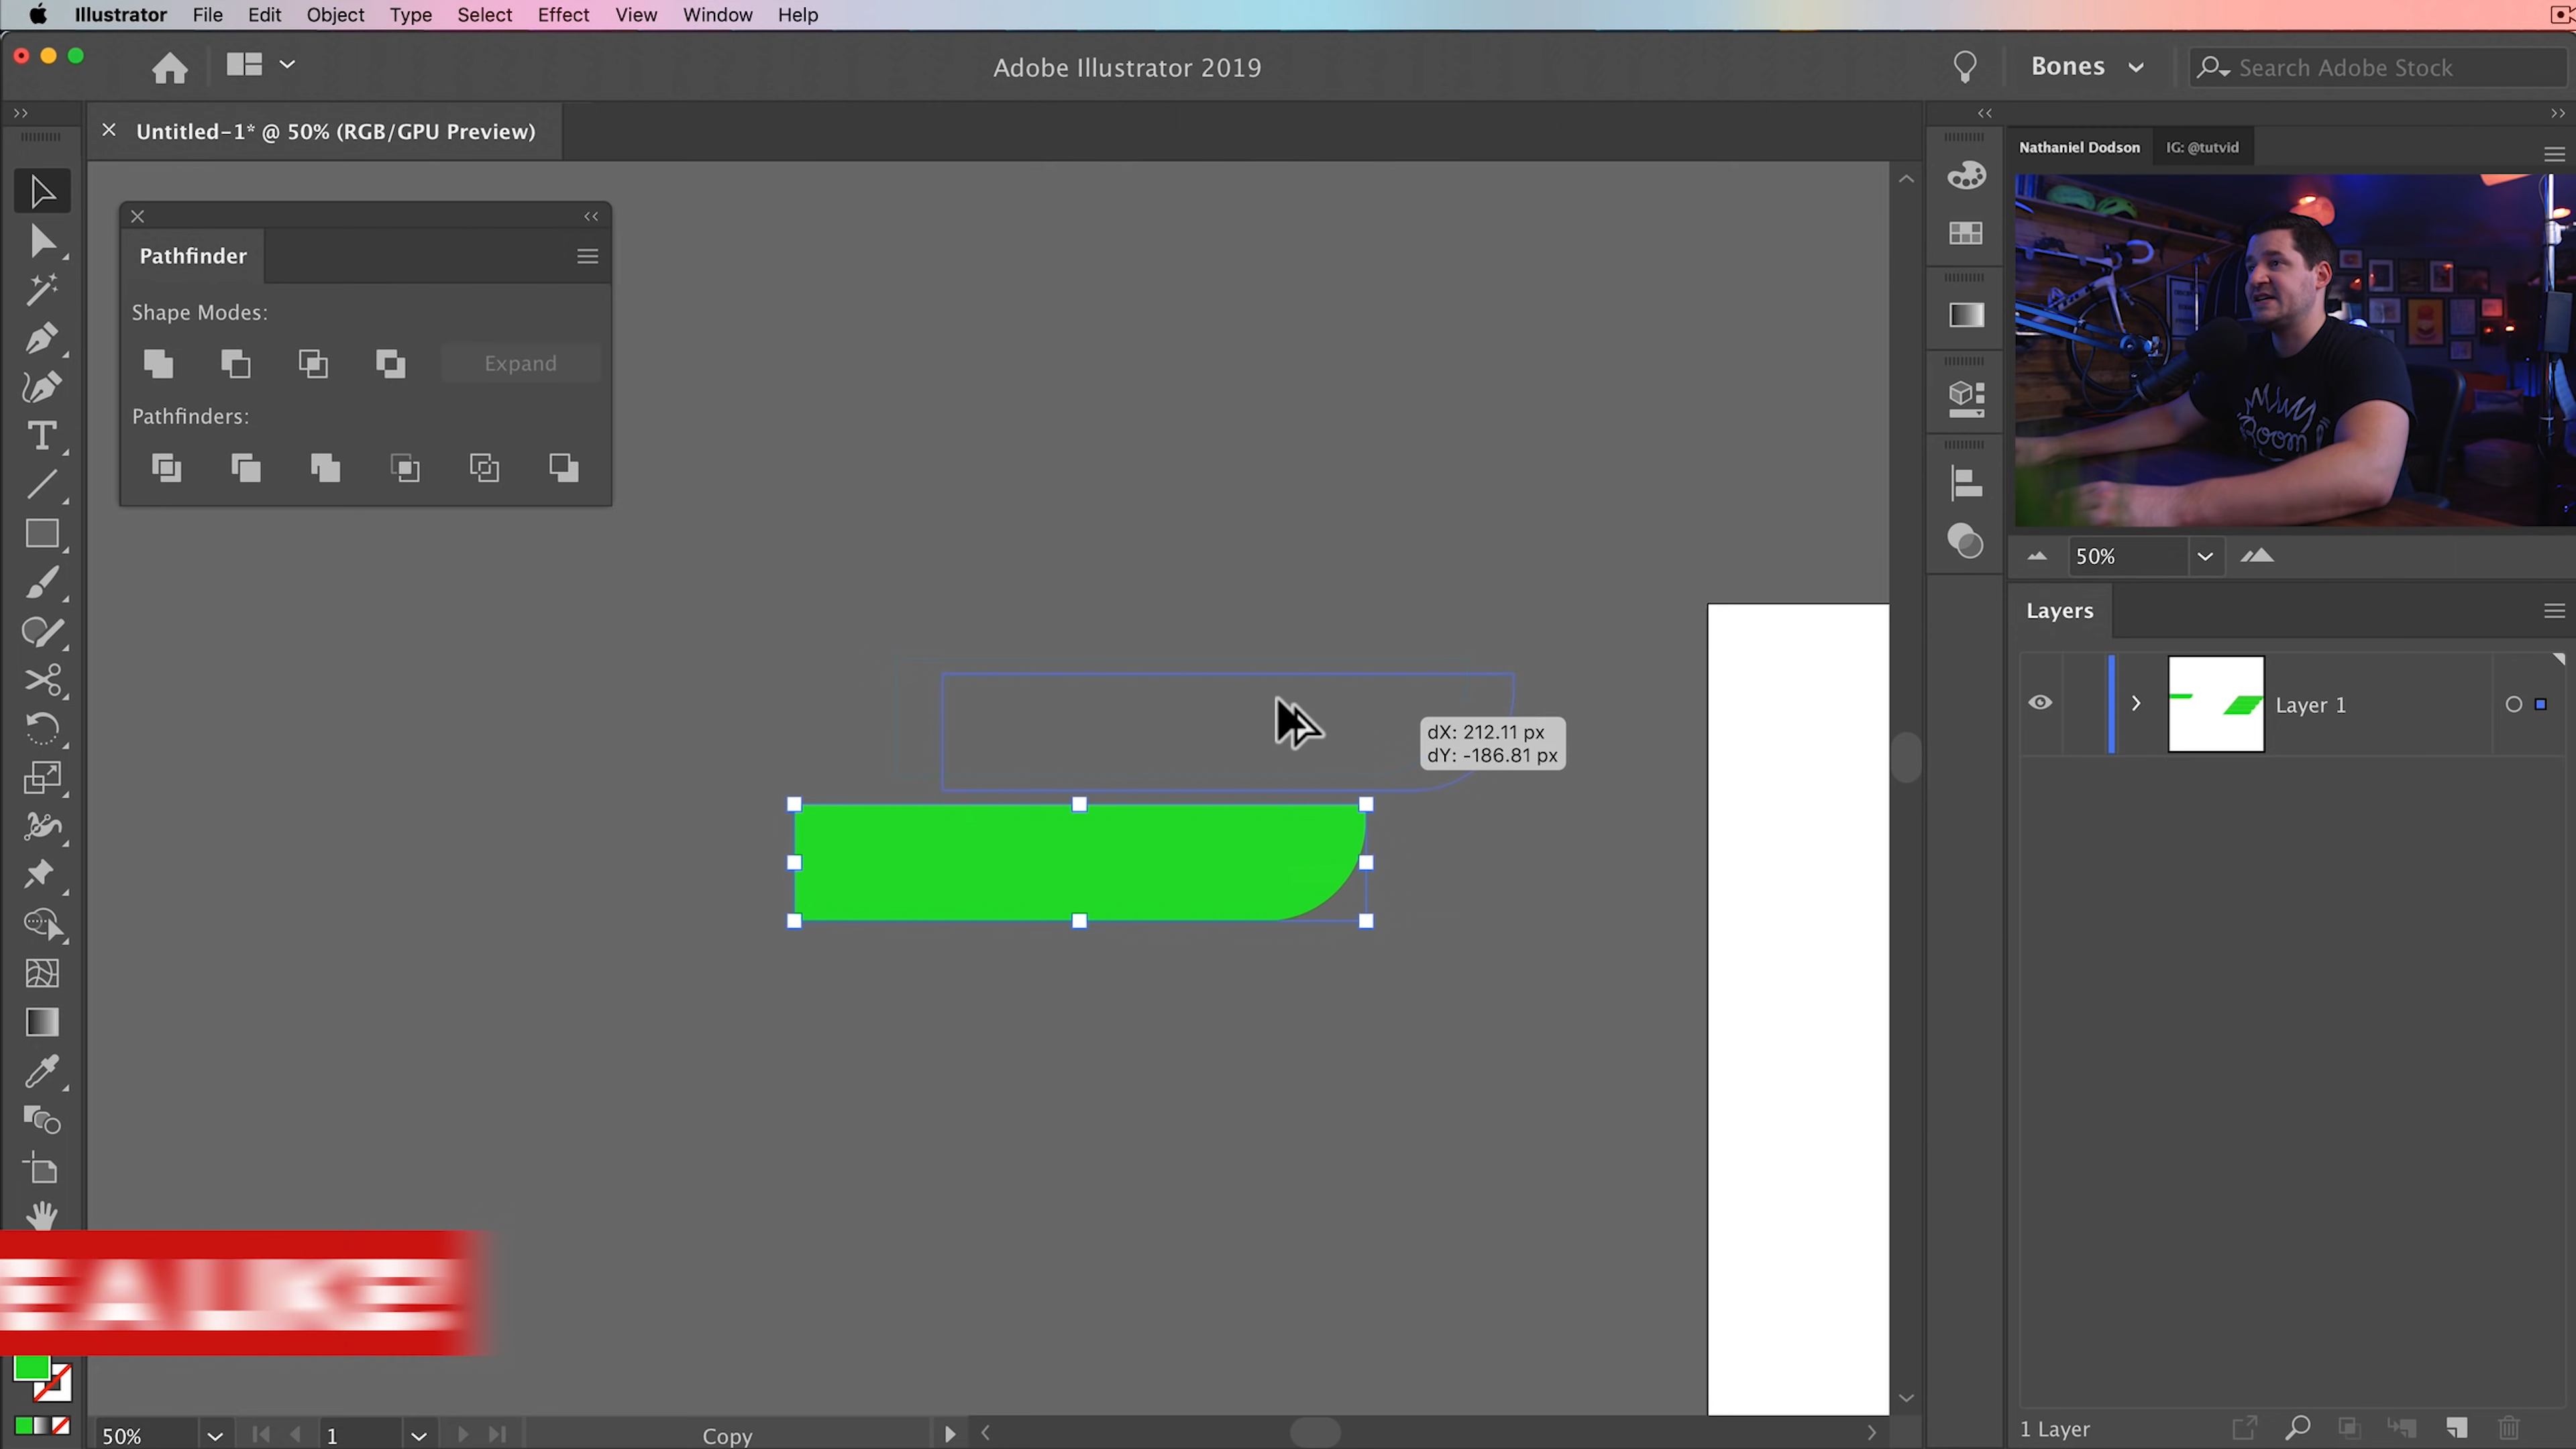 Illustrator File Edit Object Type Select Effect View Window Help
Adobe Illustrator 2019
Bones
Search Adobe Stock
Untitled-1* @ 50% (RGB/GPU Preview)
Nathaniel Dodson
IG: @tutvid
Pathfinder
Shape Modes:
Expand
Pathfinders:
Room
50%
Layers
Layer 1
dX: 212.11 px
dY: -186.81 px
50%
1
Copy
1 Layer